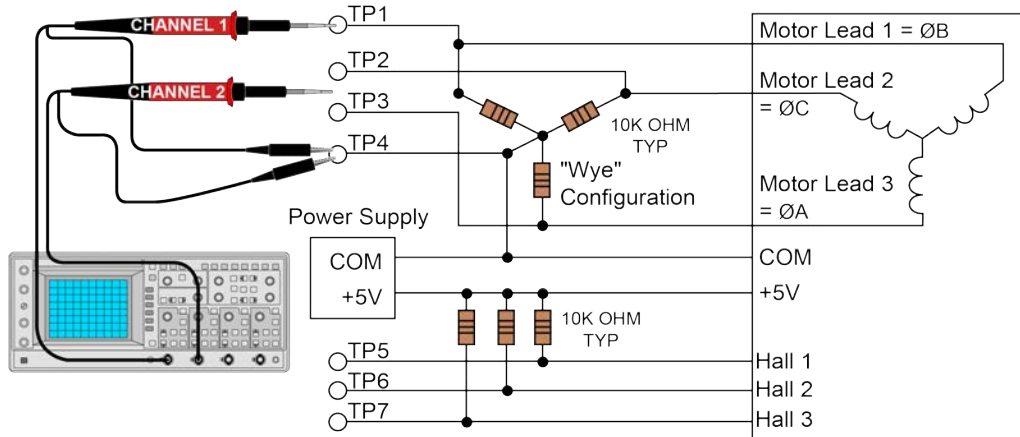 CHANNEL 1
TP1
Motor Lead 1 = ØB
TP2
CHANNEL 2
Motor Lead 2
= ØC
TP3
10K OHM
TYP
TP4
"Wye"
Configuration
Motor Lead 3
= ØA
Power Supply
COM
COM
+5V
+5V
10K OHM
TYP
TP5
Hall 1
TP6
Hall 2
TP7
Hall 3